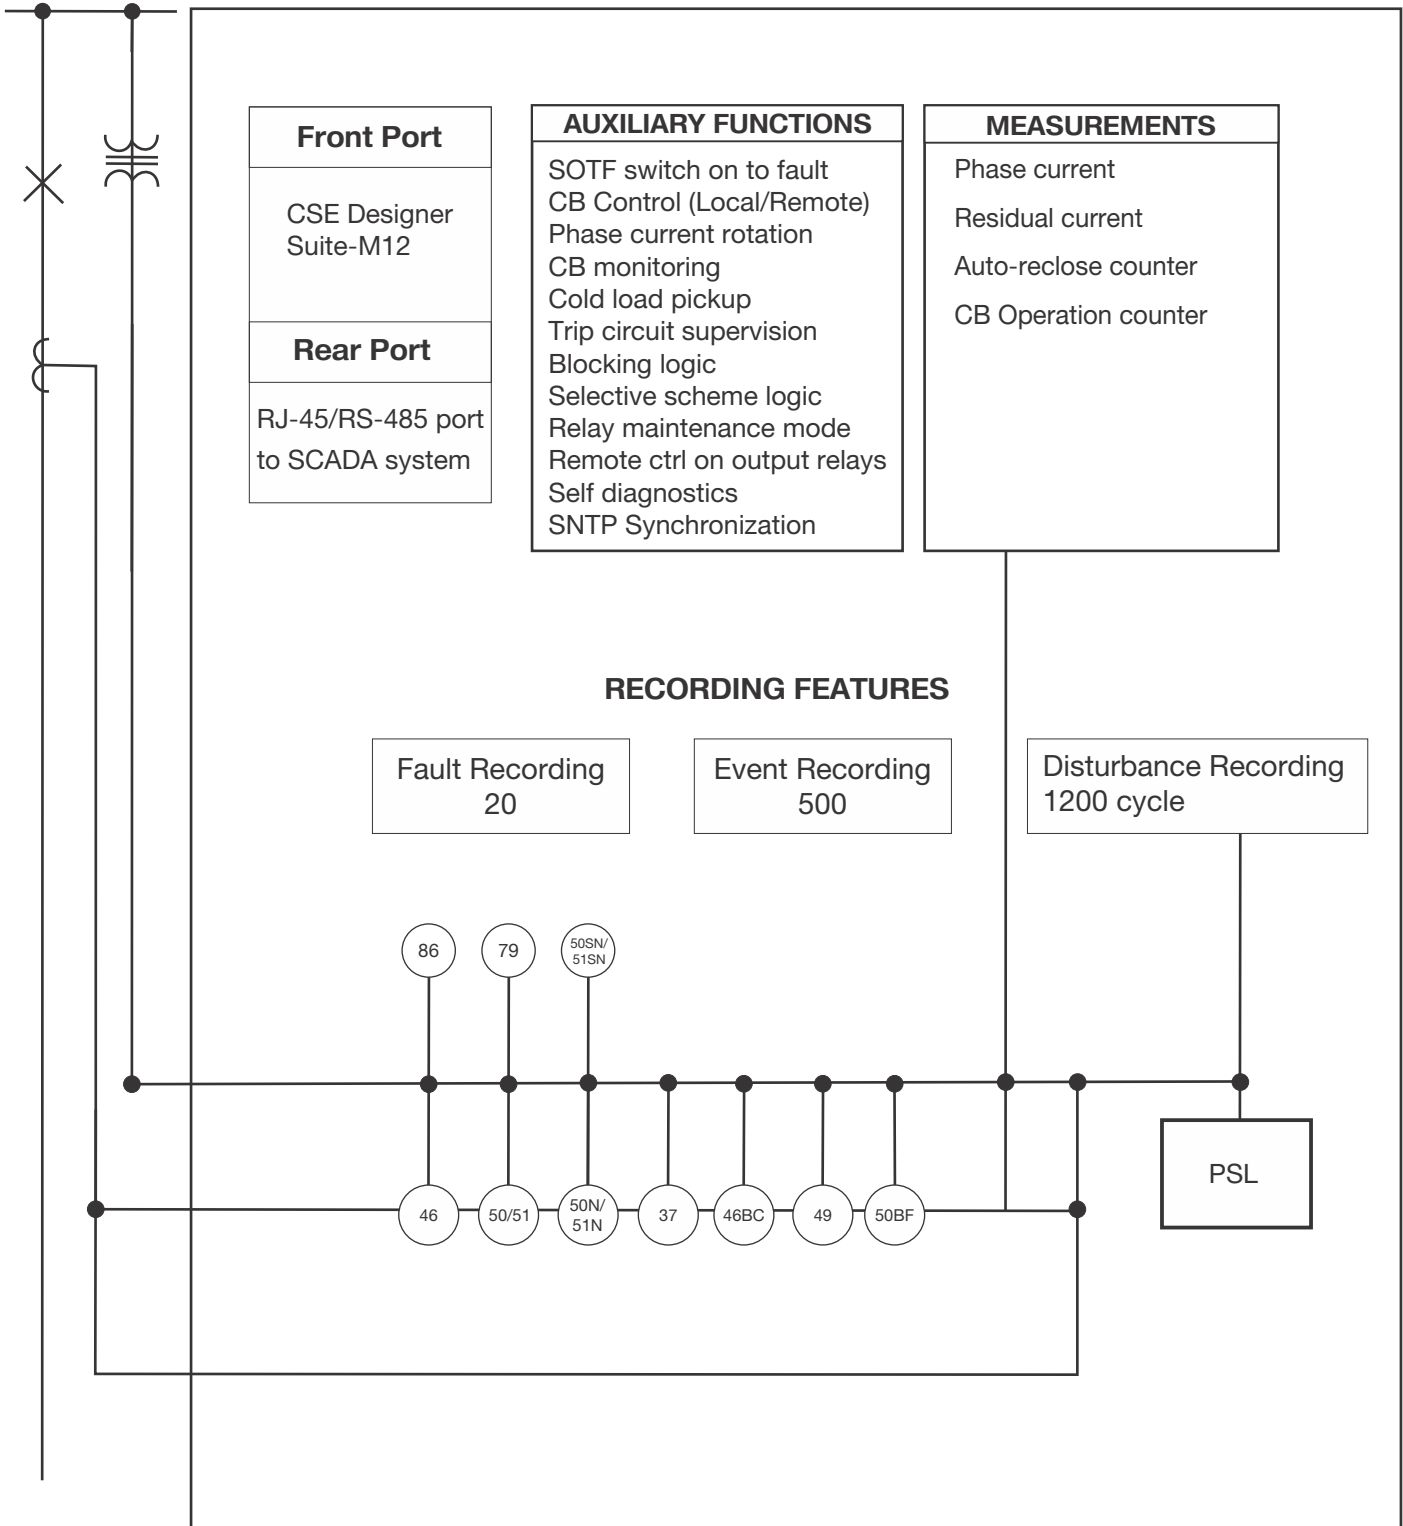 Front Port
CSE Designer
Suite-M12
Rear Port
RJ-45/RS-485 port
to SCADA system
AUXILIARY FUNCTIONS
SOTF switch on to fault
CB Control (Local/Remote)
Phase current rotation
CB monitoring
Cold load pickup
Trip circuit supervision
Blocking logic
Selective scheme logic
Relay maintenance mode
Remote ctrl on output relays
Self diagnostics
SNTP Synchronization
MEASUREMENTS
Phase current
Residual current
Auto-reclose counter
CB Operation counter
RECORDING FEATURES
Fault Recording
20
Event Recording
500
Disturbance Recording
1200 cycle
86
79
50SN/
51SN
46
50/51
50N/
51N
37
46BC
49
50BF
PSL